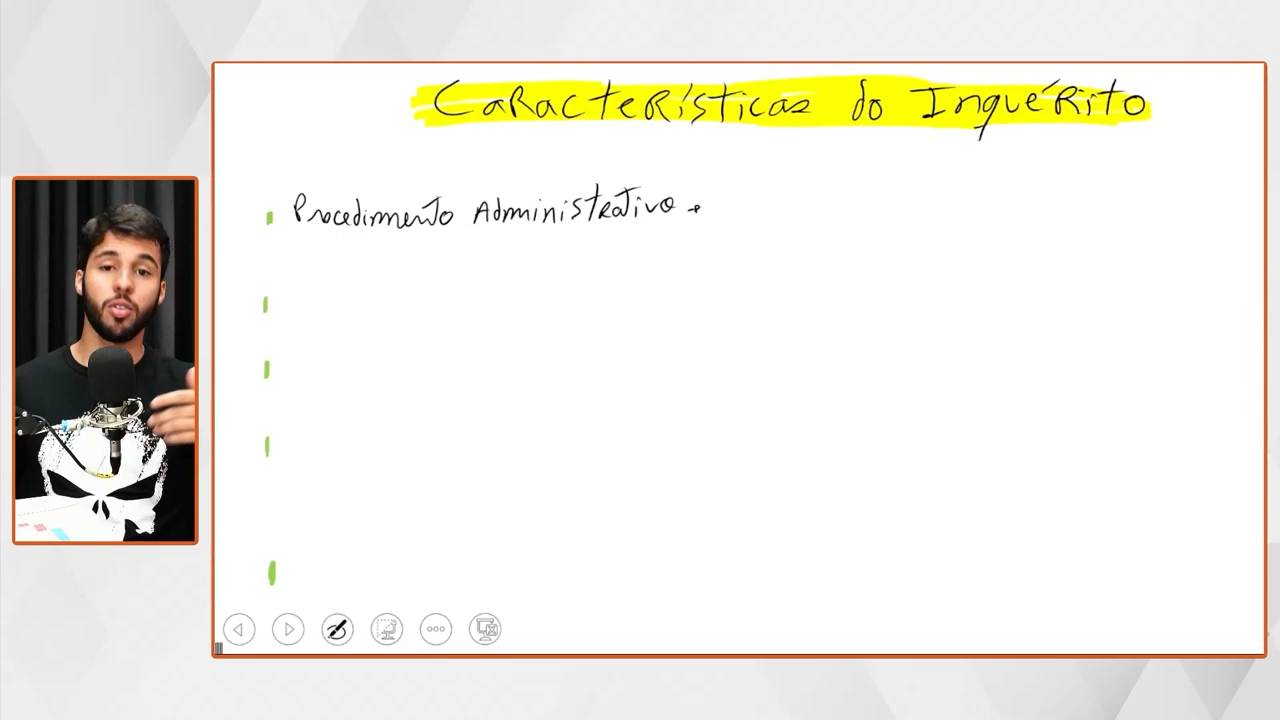 Características do Inquérito
Procedimento Administrativo →